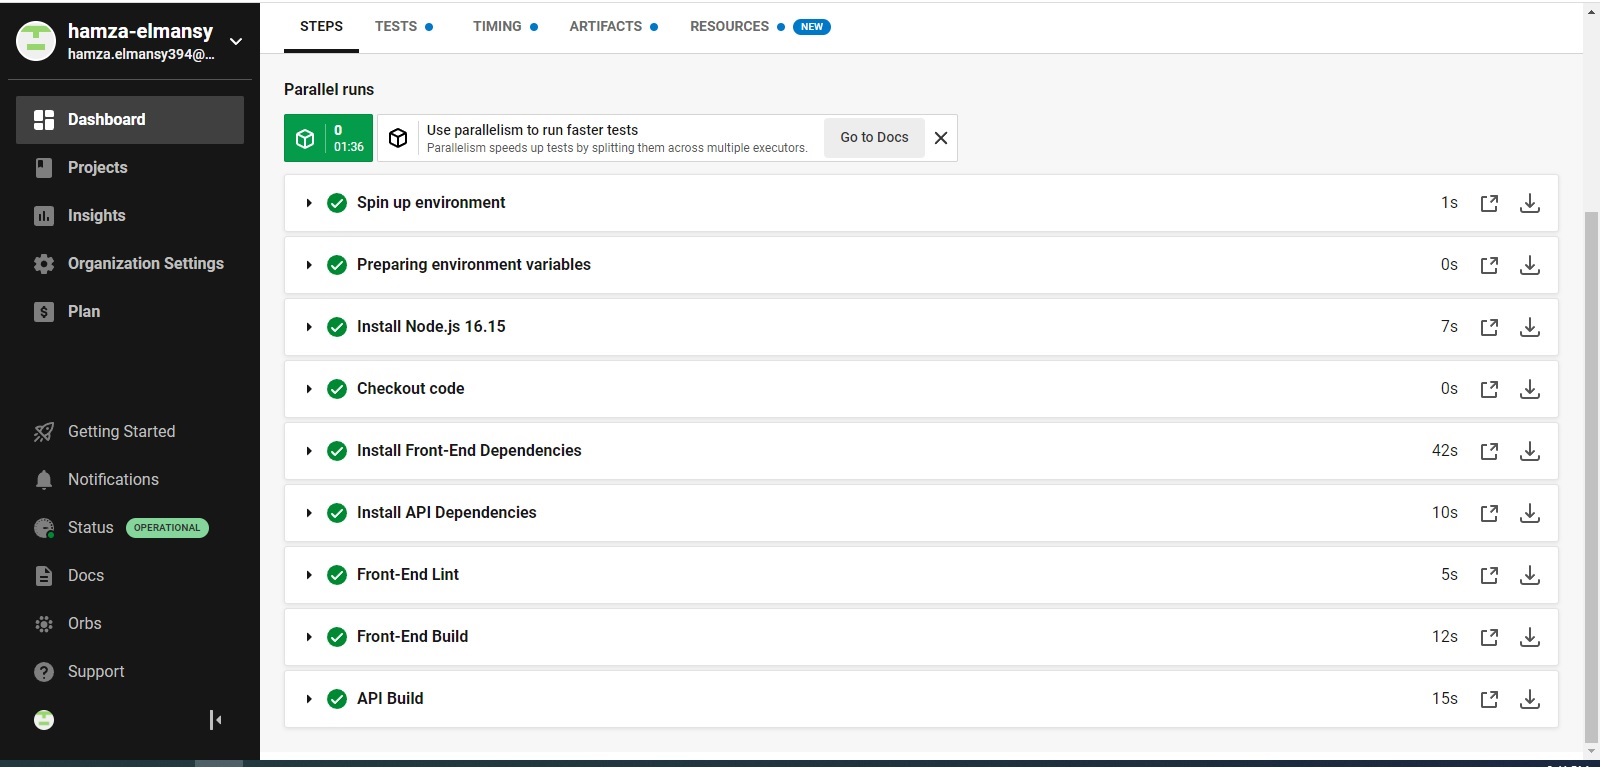 hamza-elmansy
hamza.elmansy394@...
Dashboard
Projects
Insights
Organization Settings
Plan
Getting Started
Notifications
Status OPERATIONAL
Docs
Orbs
Support
STEPS TESTS TIMING ARTIFACTS RESOURCES NEW
Parallel runs
0
01:36
Use parallelism to run faster tests
Parallelism speeds up tests by splitting them across multiple executors.
Go to Docs
Spin up environment 1s
Preparing environment variables 0s
Install Node.js 16.15 7s
Checkout code 0s
Install Front-End Dependencies 42s
Install API Dependencies 10s
Front-End Lint 5s
Front-End Build 12s
API Build 15s